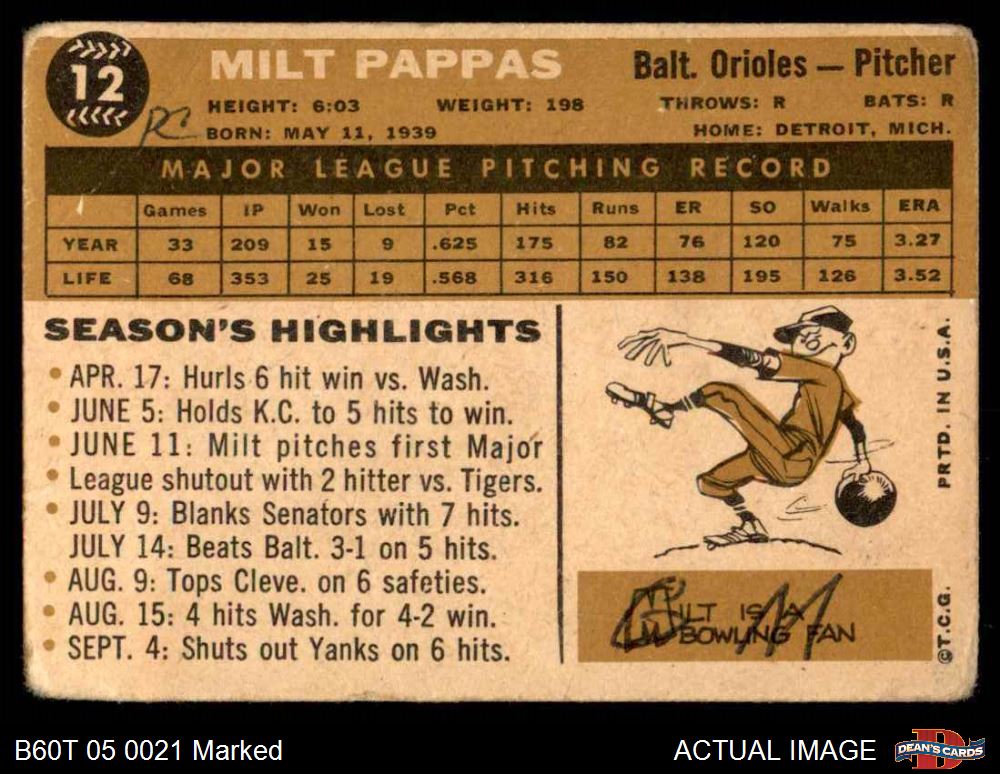 12
MILT PAPPAS
Balt. Orioles — Pitcher
HEIGHT: 6:03 WEIGHT: 198 THROWS: R BATS: R
RC
BORN: MAY 11, 1939 HOME: DETROIT, MICH.
MAJOR LEAGUE PITCHING RECORD
Games IP Won Lost Pct Hits Runs ER SO Walks ERA
YEAR 33 209 15 9 .625 175 82 76 120 75 3.27
LIFE 68 353 25 19 .568 316 150 138 195 126 3.52
SEASON'S HIGHLIGHTS
• APR. 17: Hurls 6 hit win vs. Wash.
• JUNE 5: Holds K.C. to 5 hits to win.
• JUNE 11: Milt pitches first Major
• League shutout with 2 hitter vs. Tigers.
• JULY 9: Blanks Senators with 7 hits.
JULY 14: Beats Balt. 3-1 on 5 hits.
• AUG. 9: Tops Cleve. on 6 safeties.
• AUG. 15: 4 hits Wash. for 4-2 win.
• SEPT. 4: Shuts out Yanks on 6 hits.
MILT IS A
BOWLING FAN
PRTD. IN U.S.A.
©T.C.G.
B60T 05 0021 Marked
ACTUAL IMAGE
D
DEAN'S CARDS